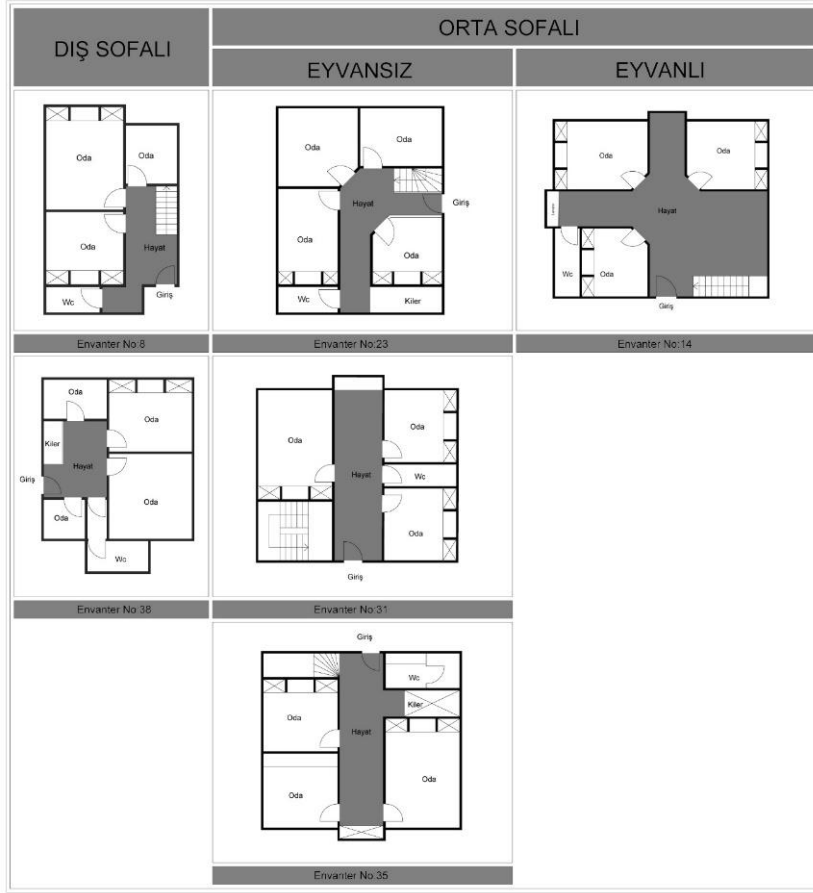 DIŞ SOFALI
ORTA SOFALI
EYVANSIZ
EYVANLI
Oda
Oda
Oda
Hayat
Wc
Giriş
Envanter No:8
Oda
Oda
Hayat
Giriş
Oda
Oda
Wc
Kiler
Envanter No:23
Oda
Oda
Hayat
Wc
Oda
Giriş
Envanter No:14
Oda
Oda
Kiler
Hayat
Giriş
Oda
Oda
Wc
Envanter No:38
Oda
Oda
Hayat
Wc
Oda
Giriş
Envanter No:31
Giriş
Wc
Kiler
Oda
Hayat
Oda
Oda
Envanter No:35